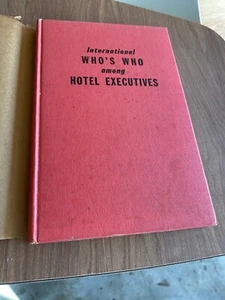 International
WHO'S WHO
among
HOTEL EXECUTIVES